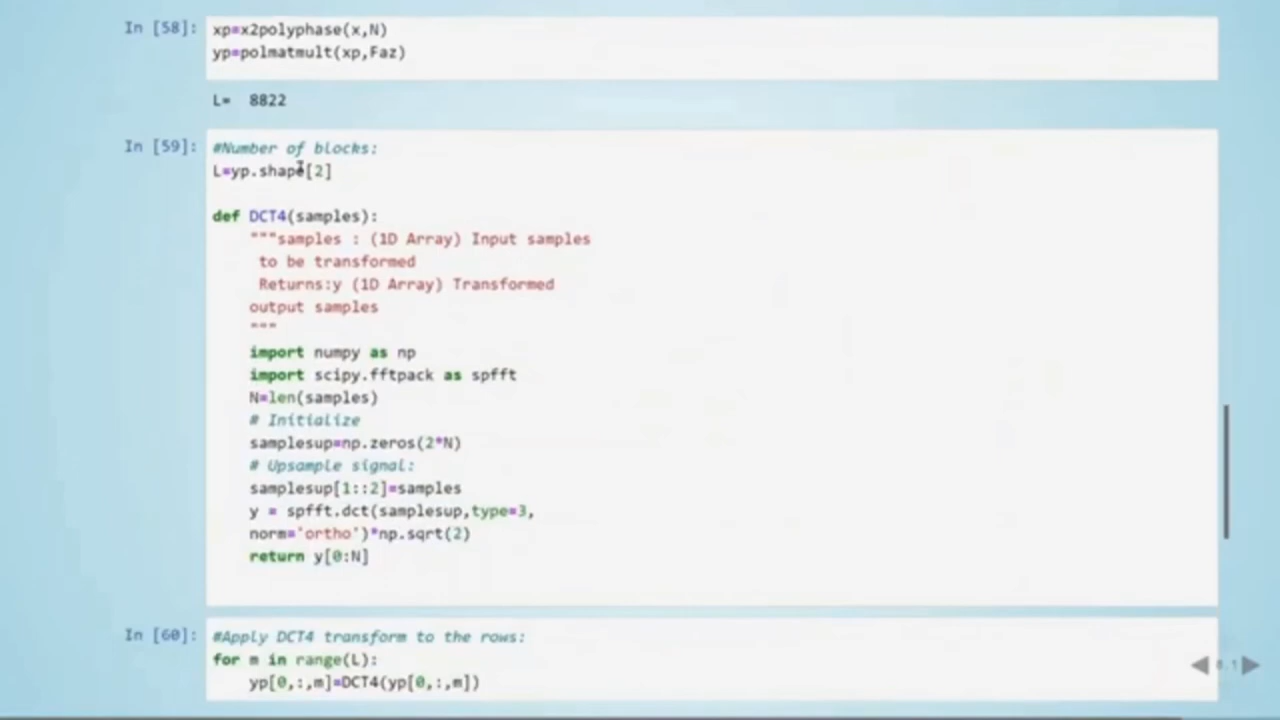 In [58]: xp=x2polyphase(x,N)
yp=polmatmult(xp,Faz)
L=  8822
In [59]: #Number of blocks:
L=yp.shape[2]
def DCT4(samples):
"""samples : (1D Array) Input samples
to be transformed
Returns:y (1D Array) Transformed
output samples
"""
import numpy as np
import scipy.fftpack as spfft
N=len(samples)
# Initialize
samplesup=np.zeros(2*N)
# Upsample signal:
samplesup[1::2]=samples
y = spfft.dct(samplesup,type=3,
norm='ortho')*np.sqrt(2)
return y[0:N]
In [60]: #Apply DCT4 transform to the rows:
for m in range(L):
yp[0,:,m]=DCT4(yp[0,:,m])